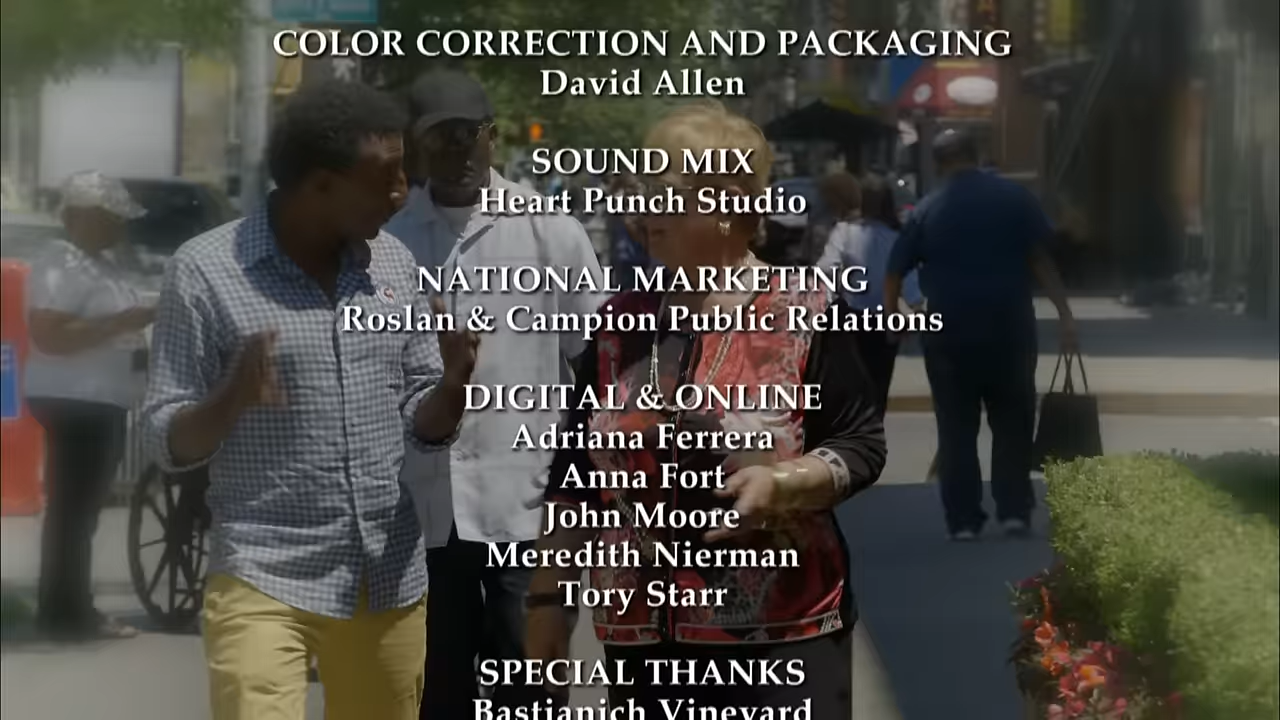 COLOR CORRECTION AND PACKAGING
David Allen
SOUND MIX
Heart Punch Studio
NATIONAL MARKETING
Roslan & Campion Public Relations
DIGITAL & ONLINE
Adriana Ferrera
Anna Fort
John Moore
Meredith Nierman
Tory Starr
SPECIAL THANKS
Bastianich Vineyard